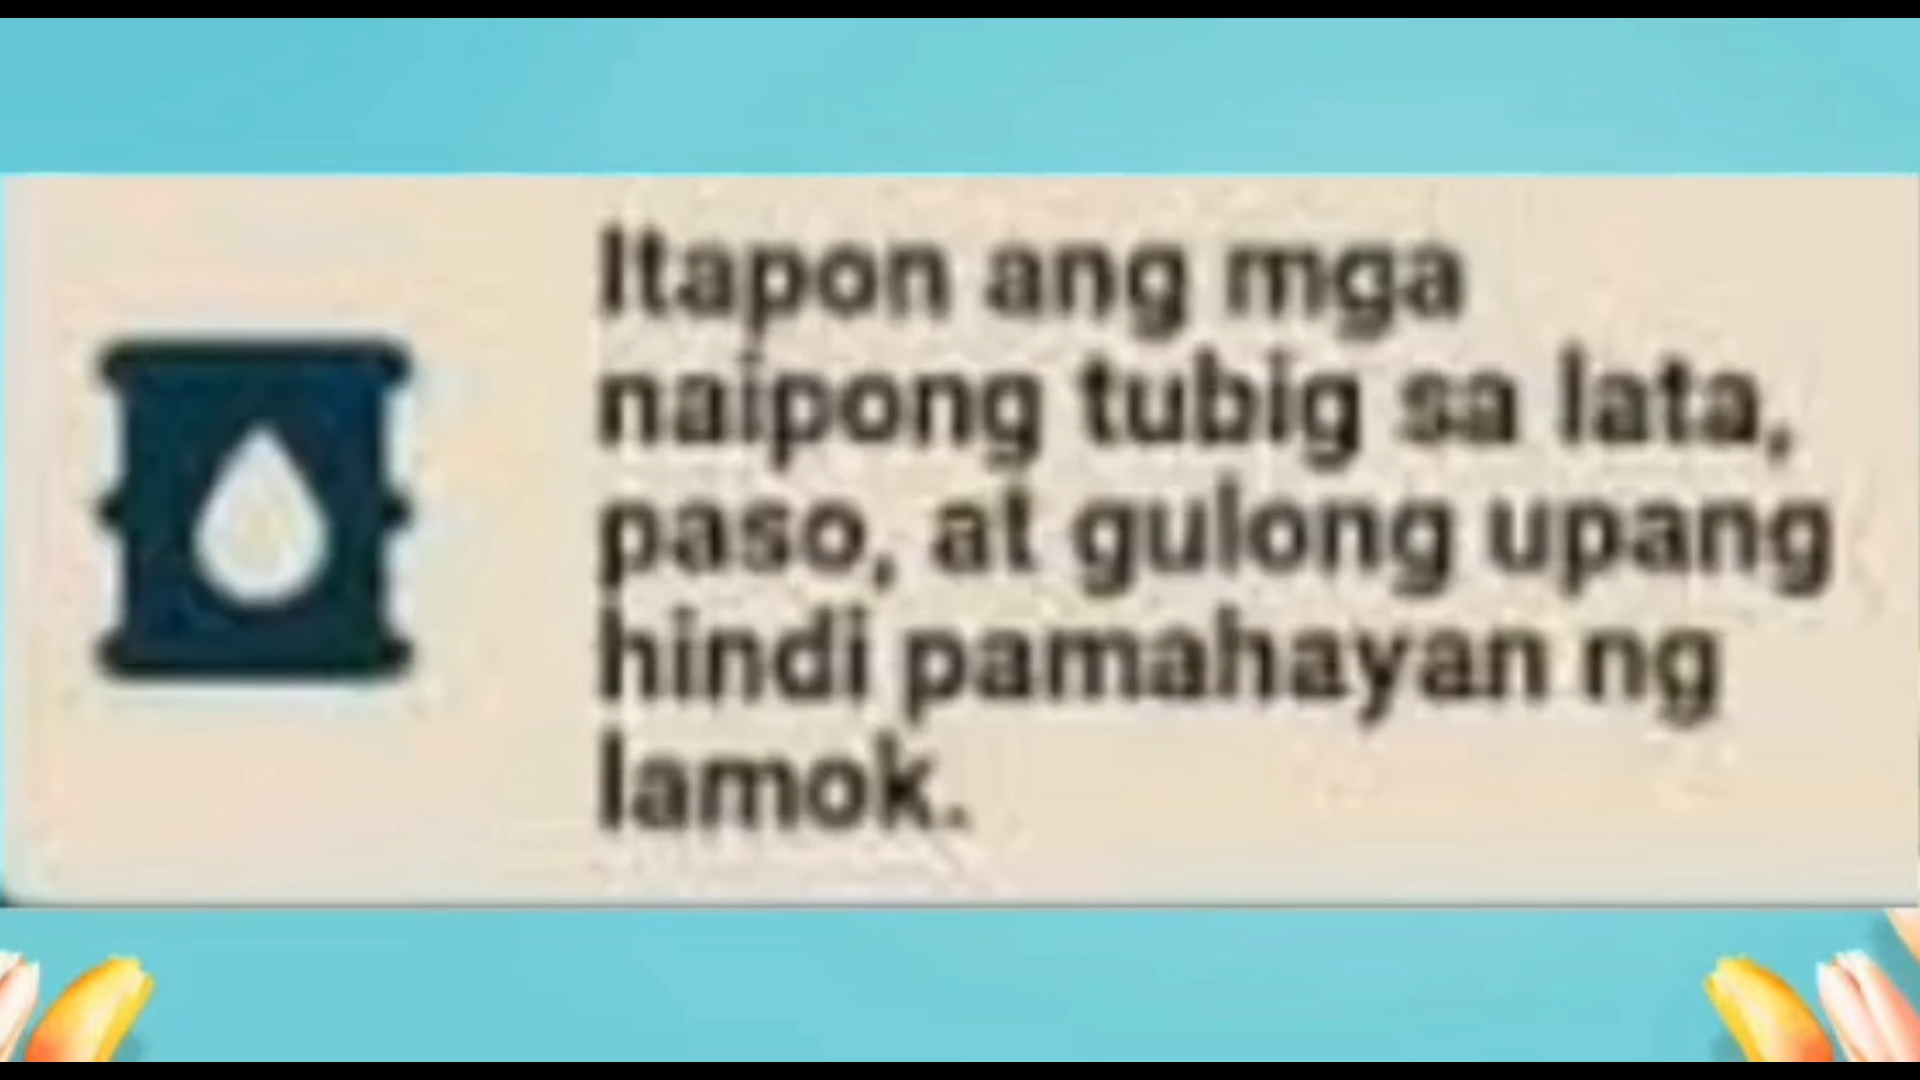 Itapon ang mga
naipong tubig sa lata,
paso, at gulong upang
hindi pamahayan ng
lamok.